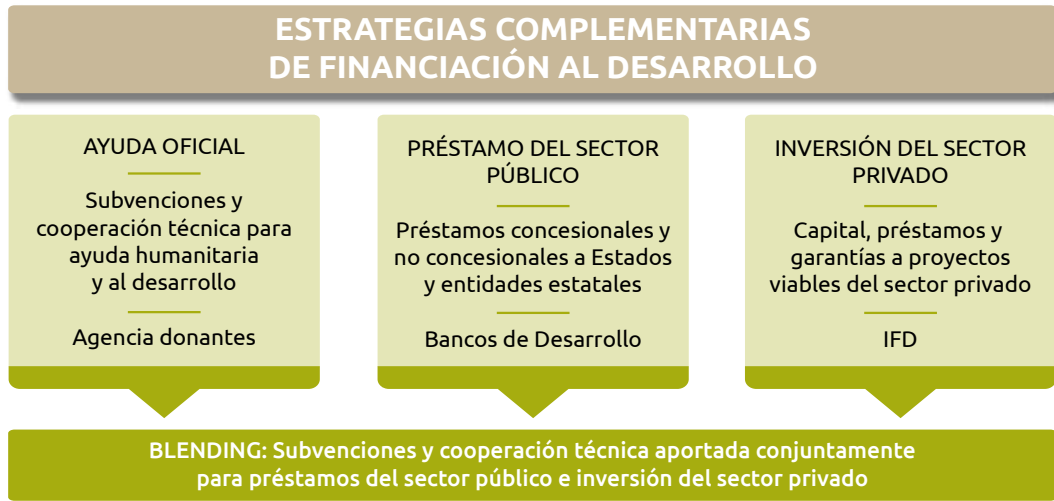 ESTRATEGIAS COMPLEMENTARIAS
DE FINANCIACIÓN AL DESARROLLO
AYUDA OFICIAL
Subvenciones y
cooperación técnica para
ayuda humanitaria
y al desarrollo
Agencia donantes
PRÉSTAMO DEL SECTOR
PÚBLICO
Préstamos concesionales y
no concesionales a Estados
y entidades estatales
Bancos de Desarrollo
INVERSIÓN DEL SECTOR
PRIVADO
Capital, préstamos y
garantías a proyectos
viables del sector privado
IFD
BLENDING: Subvenciones y cooperación técnica aportada conjuntamente
para préstamos del sector público e inversión del sector privado